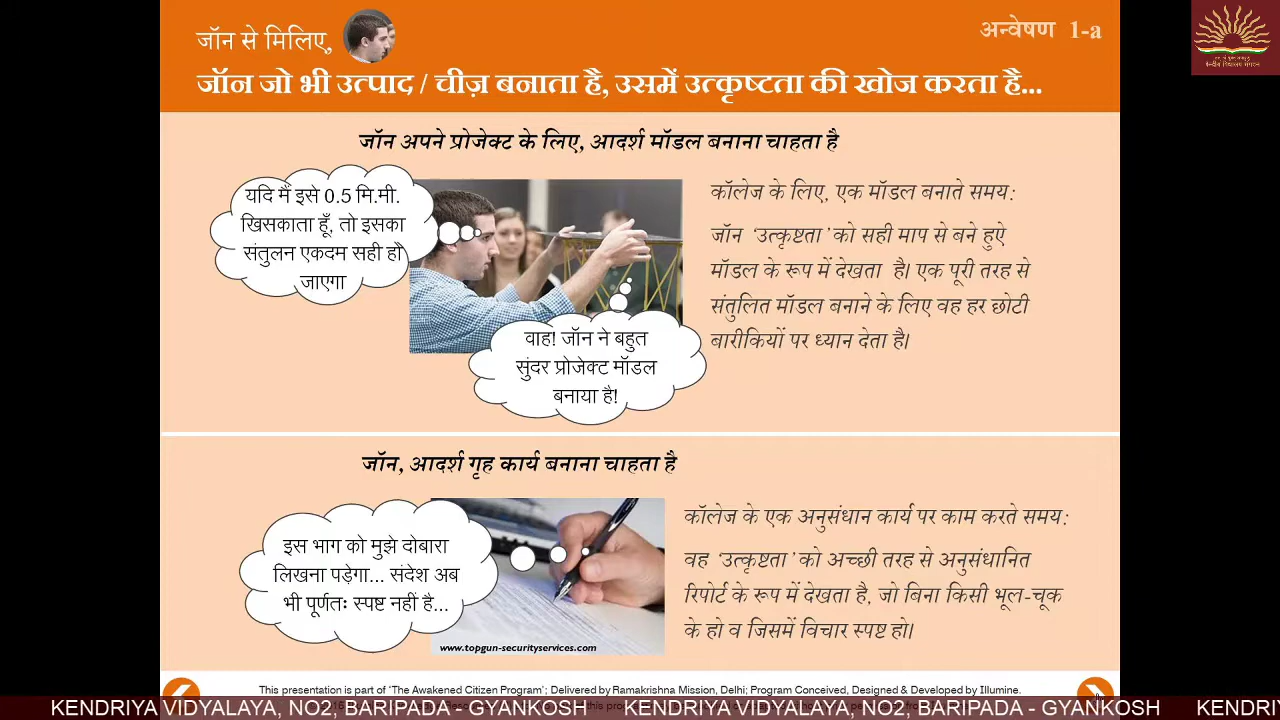 जॉन से मिलिए,
अन्वेषण 1-a
जॉन जो भी उत्पाद / चीज़ बनाता है, उसमें उत्कृष्टता की खोज करता है...
जॉन अपने प्रोजेक्ट के लिए, आदर्श मॉडल बनाना चाहता है
यदि मैं इसे 0.5 मि.मी.
खिसकाता हूँ, तो इसका
संतुलन एकदम सही हो
जाएगा
वाह! जॉन ने बहुत
सुंदर प्रोजेक्ट मॉडल
बनाया है!
कॉलेज के लिए, एक मॉडल बनाते समय:
जॉन ‘उत्कृष्टता’ को सही माप से बने हुऐ
मॉडल के रूप में देखता है। एक पूरी तरह से
संतुलित मॉडल बनाने के लिए वह हर छोटी
बारीकियों पर ध्यान देता है।
जॉन, आदर्श गृह कार्य बनाना चाहता है
इस भाग को मुझे दोबारा
लिखना पड़ेगा... संदेश अब
भी पूर्णतः स्पष्ट नहीं है...
www.topgun-securityservices.com
कॉलेज के एक अनुसंधान कार्य पर काम करते समय:
वह ‘उत्कृष्टता’ को अच्छी तरह से अनुसंधानित
रिपोर्ट के रूप में देखता है, जो बिना किसी भूल-चूक
के हो व जिसमें विचार स्पष्ट हो।
This presentation is part of 'The Awakened Citizen Program'; Delivered by Ramakrishna Mission, Delhi; Program Conceived, Designed & Developed by Illumine.
KENDRIYA VIDYALAYA, NO2, BARIPADA - GYANKOSH KENDRIYA VIDYALAYA, NO2, BARIPADA - GYANKOSH KENDRI